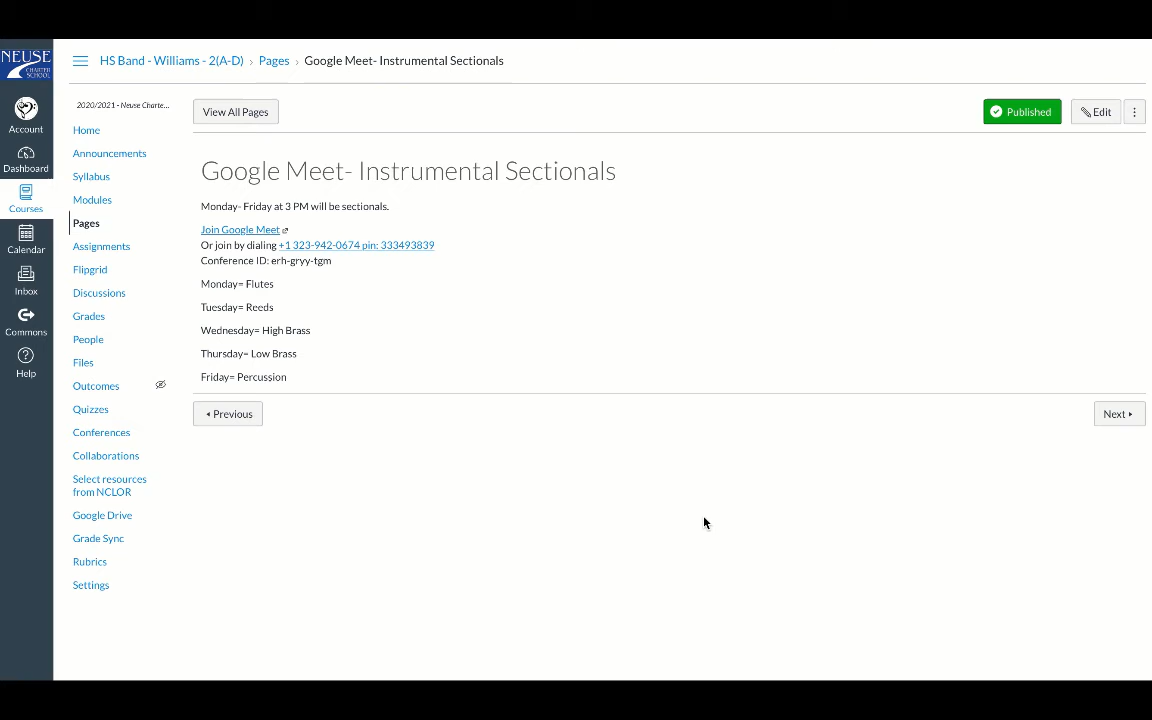 NEUSE
CHARTER
SCHOOL
Account
Dashboard
Courses
Calendar
Inbox
Commons
Help
HS Band - Williams - 2(A-D) › Pages › Google Meet- Instrumental Sectionals
2020/2021 - Neuse Charte...
Home
Announcements
Syllabus
Modules
Pages
Assignments
Flipgrid
Discussions
Grades
People
Files
Outcomes
Quizzes
Conferences
Collaborations
Select resources
from NCLOR
Google Drive
Grade Sync
Rubrics
Settings
View All Pages
Published
Edit
Google Meet- Instrumental Sectionals
Monday- Friday at 3 PM will be sectionals.
Join Google Meet
Or join by dialing +1 323-942-0674 pin: 333493839
Conference ID: erh-gryy-tgm
Monday= Flutes
Tuesday= Reeds
Wednesday= High Brass
Thursday= Low Brass
Friday= Percussion
Previous
Next